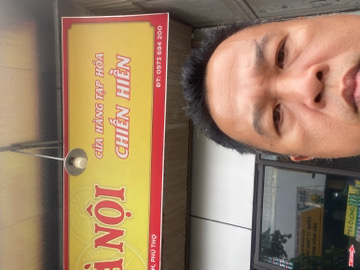 CỬA HÀNG TẠP HÓA
CHIẾN HIỀN
ĐT: 0973 694 200
NỘI
PHÚ THỌ